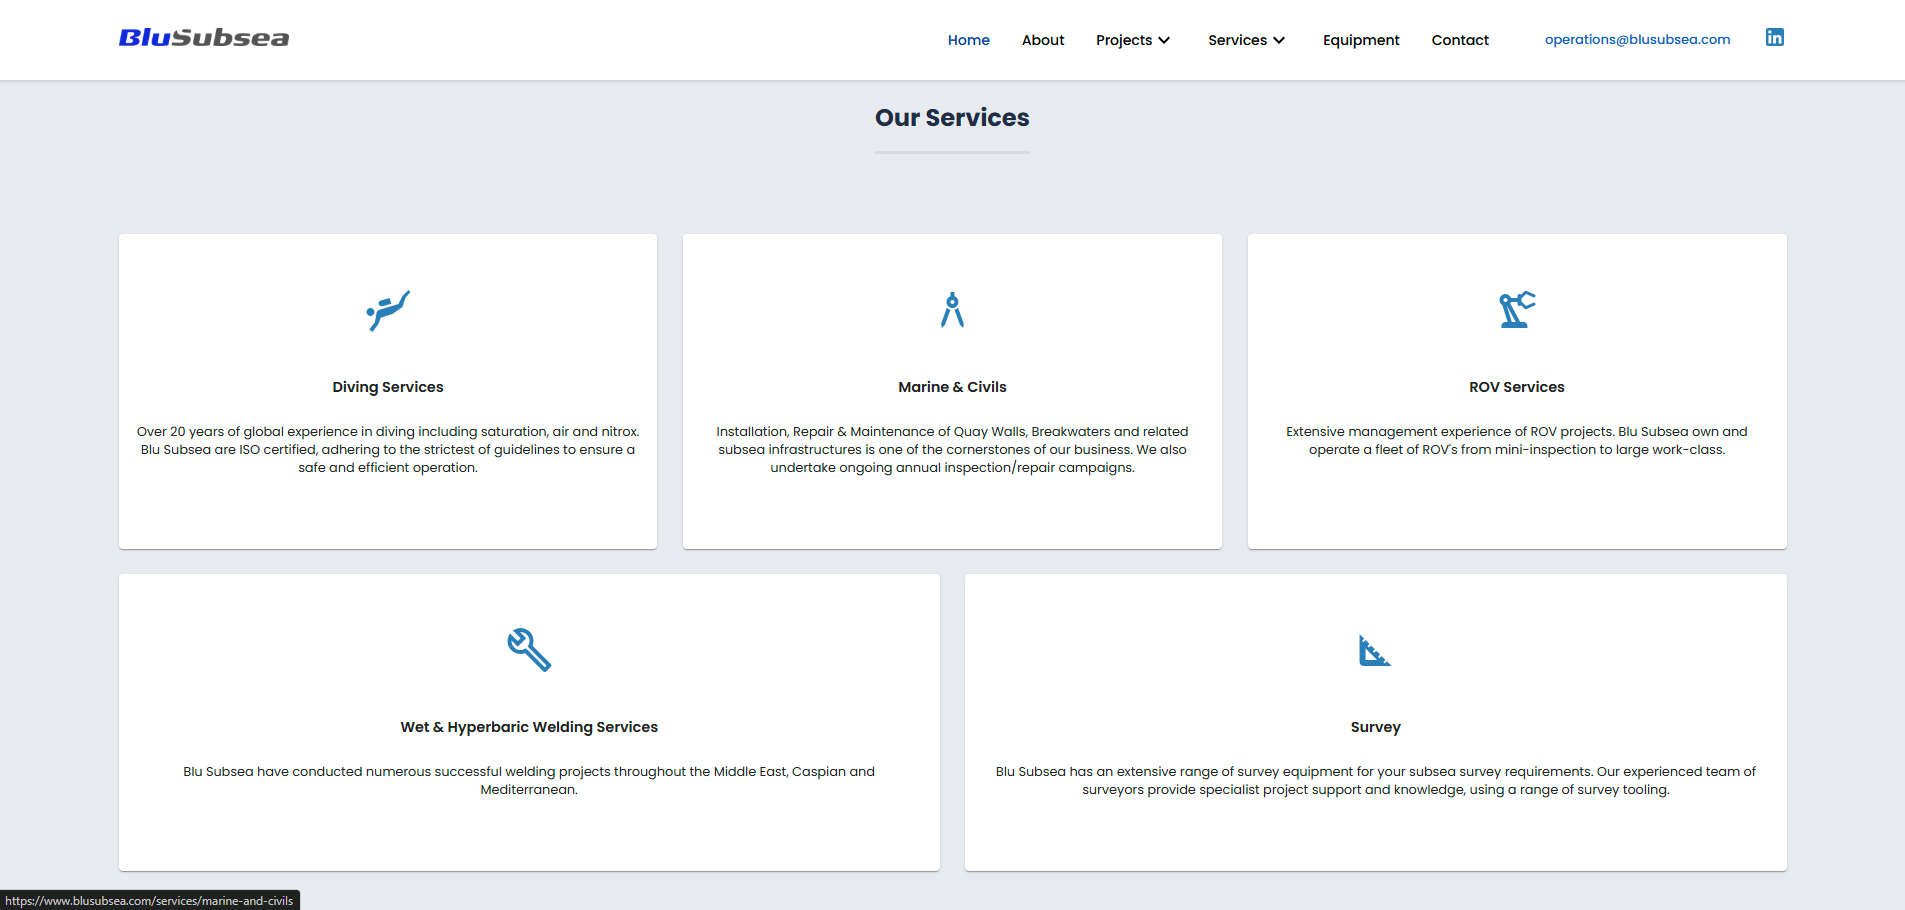 BluSubsea
Home About Projects Services Equipment Contact operations@blusubsea.com in
Our Services
Diving Services
Over 20 years of global experience in diving including saturation, air and nitrox.
Blu Subsea are ISO certified, adhering to the strictest of guidelines to ensure a
safe and efficient operation.
Marine & Civils
Installation, Repair & Maintenance of Quay Walls, Breakwaters and related
subsea infrastructures is one of the cornerstones of our business. We also
undertake ongoing annual inspection/repair campaigns.
ROV Services
Extensive management experience of ROV projects. Blu Subsea own and
operate a fleet of ROV's from mini-inspection to large work-class.
Wet & Hyperbaric Welding Services
Blu Subsea have conducted numerous successful welding projects throughout the Middle East, Caspian and
Mediterranean.
Survey
Blu Subsea has an extensive range of survey equipment for your subsea survey requirements. Our experienced team of
surveyors provide specialist project support and knowledge, using a range of survey tooling.
https://www.blusubsea.com/services/marine-and-civils